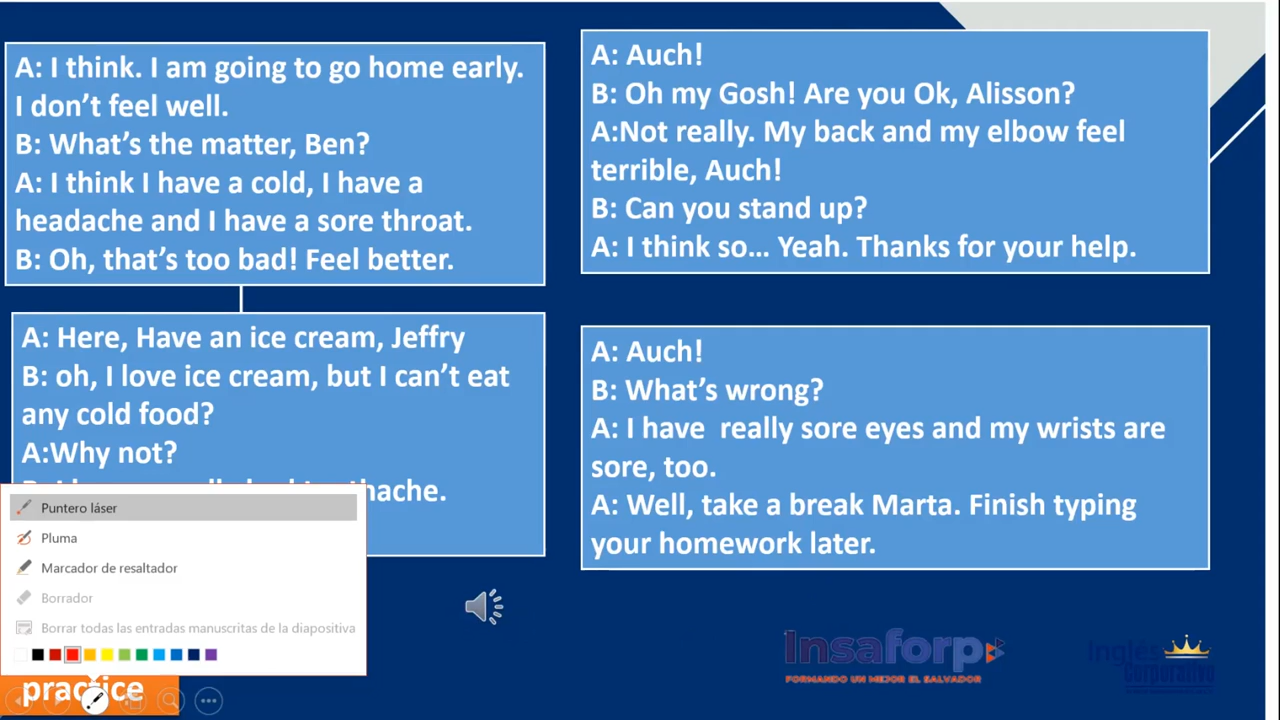 A: I think. I am going to go home early.
I don't feel well.
B: What's the matter, Ben?
A: I think I have a cold, I have a
headache and I have a sore throat.
B: Oh, that's too bad! Feel better.
A: Auch!
B: Oh my Gosh! Are you Ok, Alisson?
A:Not really. My back and my elbow feel
terrible, Auch!
B: Can you stand up?
A: I think so... Yeah. Thanks for your help.
A: Here, Have an ice cream, Jeffry
B: oh, I love ice cream, but I can't eat
any cold food?
A:Why not?
A: Auch!
B: What's wrong?
A: I have  really sore eyes and my wrists are
sore, too.
A: Well, take a break Marta. Finish typing
your homework later.
Puntero láser
Pluma
Marcador de resaltador
Borrador
Borrar todas las entradas manuscritas de la diapositiva
practice
Insaforp
FORMANDO UN MEJOR EL SALVADOR
Inglés
Corporativo